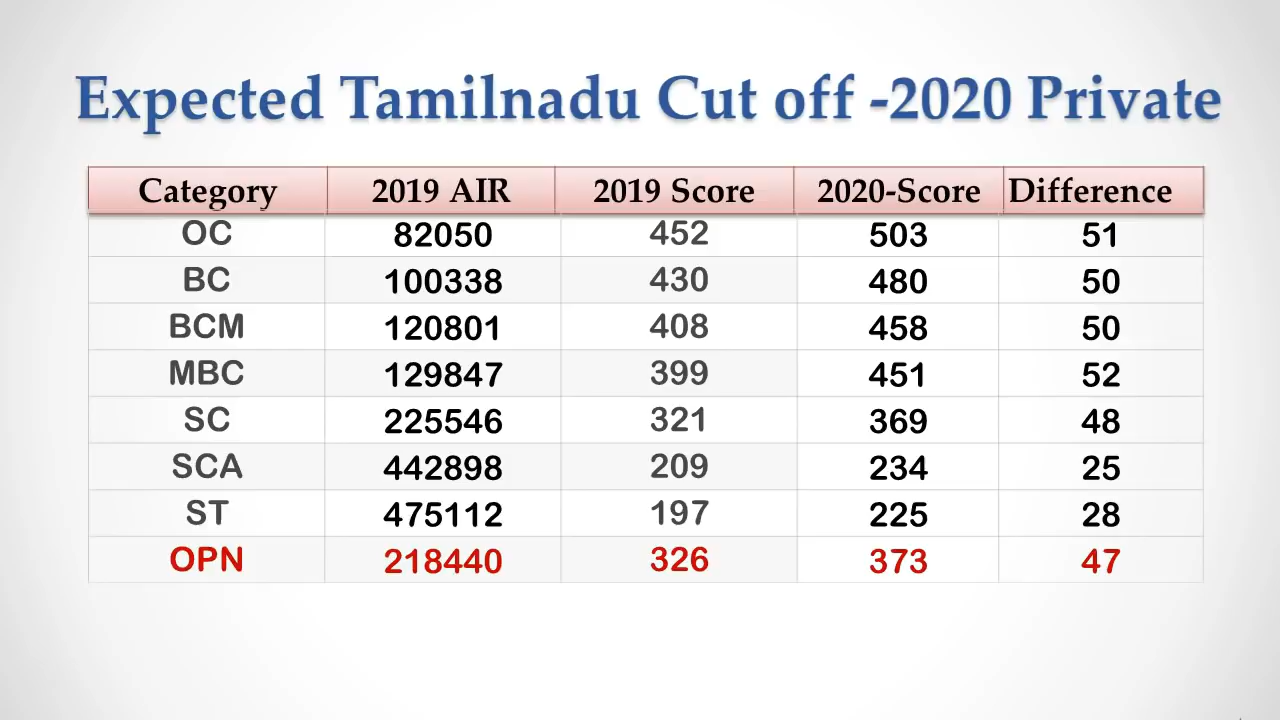 Expected Tamilnadu Cut off -2020 Private
Category 2019 AIR 2019 Score 2020-Score Difference
OC 82050 452 503 51
BC 100338 430 480 50
BCM 120801 408 458 50
MBC 129847 399 451 52
SC 225546 321 369 48
SCA 442898 209 234 25
ST 475112 197 225 28
OPN 218440 326 373 47